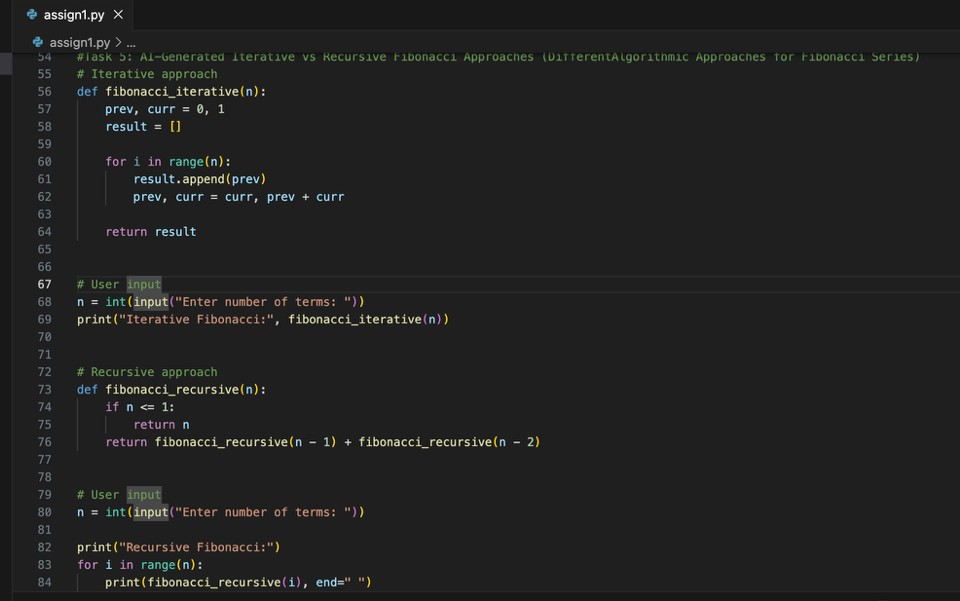 assign1.py
assign1.py > ...
54 #Task 5: AI-Generated Iterative vs Recursive Fibonacci Approaches (DifferentAlgorithmic Approaches for Fibonacci Series)
55 # Iterative approach
56 def fibonacci_iterative(n):
57     prev, curr = 0, 1
58     result = []
59
60     for i in range(n):
61         result.append(prev)
62         prev, curr = curr, prev + curr
63
64     return result
65
66
67 # User input
68 n = int(input("Enter number of terms: "))
69 print("Iterative Fibonacci:", fibonacci_iterative(n))
70
71
72 # Recursive approach
73 def fibonacci_recursive(n):
74     if n <= 1:
75         return n
76     return fibonacci_recursive(n - 1) + fibonacci_recursive(n - 2)
77
78
79 # User input
80 n = int(input("Enter number of terms: "))
81
82 print("Recursive Fibonacci:")
83 for i in range(n):
84     print(fibonacci_recursive(i), end=" ")